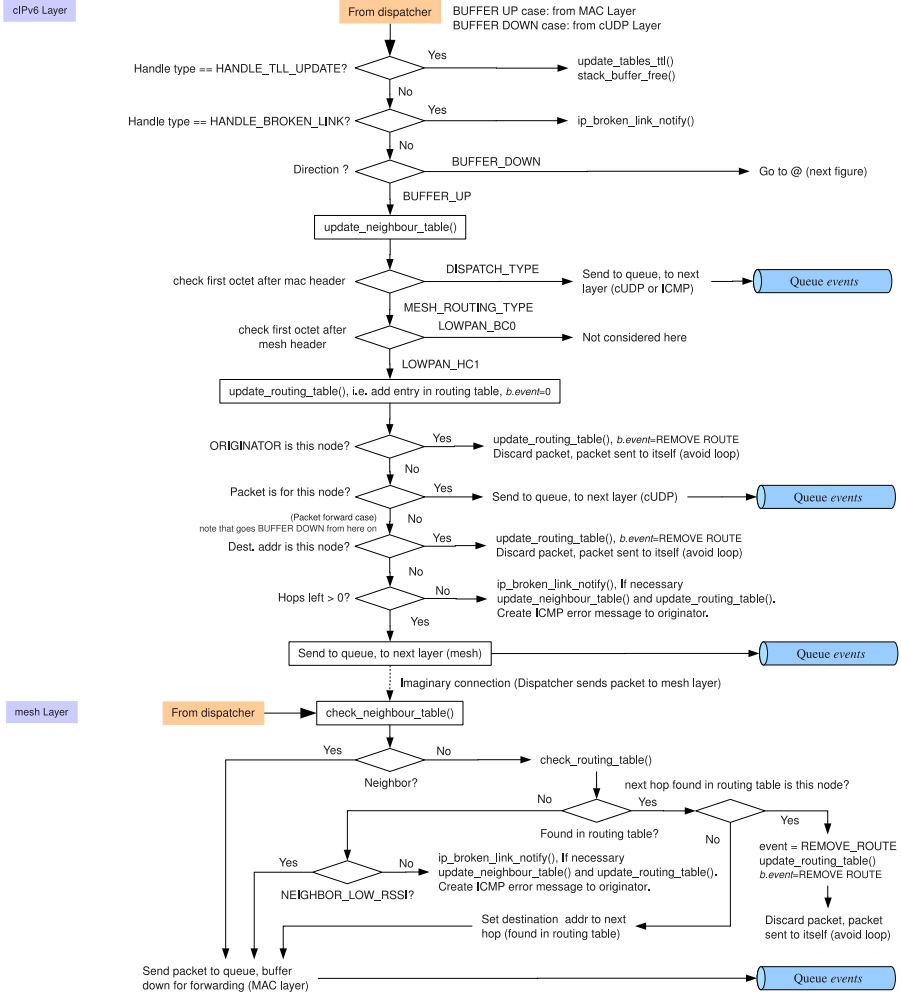 cIPv6 Layer
From dispatcher
BUFFER UP case: from MAC Layer
BUFFER DOWN case: from cUDP Layer
Handle type == HANDLE_TLL_UPDATE?
Yes
update_tables_ttl()
stack_buffer_free()
No
Handle type == HANDLE_BROKEN_LINK?
Yes
ip_broken_link_notify()
No
Direction ?
BUFFER_DOWN
Go to @ (next figure)
BUFFER_UP
update_neighbour_table()
check first octet after mac header
DISPATCH_TYPE
Send to queue, to next
layer (cUDP or ICMP)
Queue events
MESH_ROUTING_TYPE
check first octet after
mesh header
LOWPAN_BC0
Not considered here
LOWPAN_HC1
update_routing_table(), i.e. add entry in routing table, b.event=0
ORIGINATOR is this node?
Yes
update_routing_table(), b.event=REMOVE ROUTE
Discard packet, packet sent to itself (avoid loop)
No
Packet is for this node?
Yes
Send to queue, to next layer (cUDP)
Queue events
(Packet forward case)
note that goes BUFFER DOWN from here on
No
Dest. addr is this node?
Yes
update_routing_table(), b.event=REMOVE ROUTE
Discard packet, packet sent to itself (avoid loop)
No
Hops left > 0?
No
ip_broken_link_notify(), If necessary
update_neighbour_table() and update_routing_table().
Create ICMP error message to originator.
Yes
Send to queue, to next layer (mesh)
Queue events
Imaginary connection (Dispatcher sends packet to mesh layer)
mesh Layer
From dispatcher
check_neighbour_table()
Yes
No
Neighbor?
check_routing_table()
next hop found in routing table is this node?
No
Yes
Yes
Found in routing table?
No
event = REMOVE_ROUTE
update_routing_table()
b.event=REMOVE ROUTE
Yes
No
NEIGHBOR_LOW_RSSI?
ip_broken_link_notify(), If necessary
update_neighbour_table() and update_routing_table().
Create ICMP error message to originator.
Set destination addr to next
hop (found in routing table)
Discard packet, packet
sent to itself (avoid loop)
Send packet to queue, buffer
down for forwarding (MAC layer)
Queue events